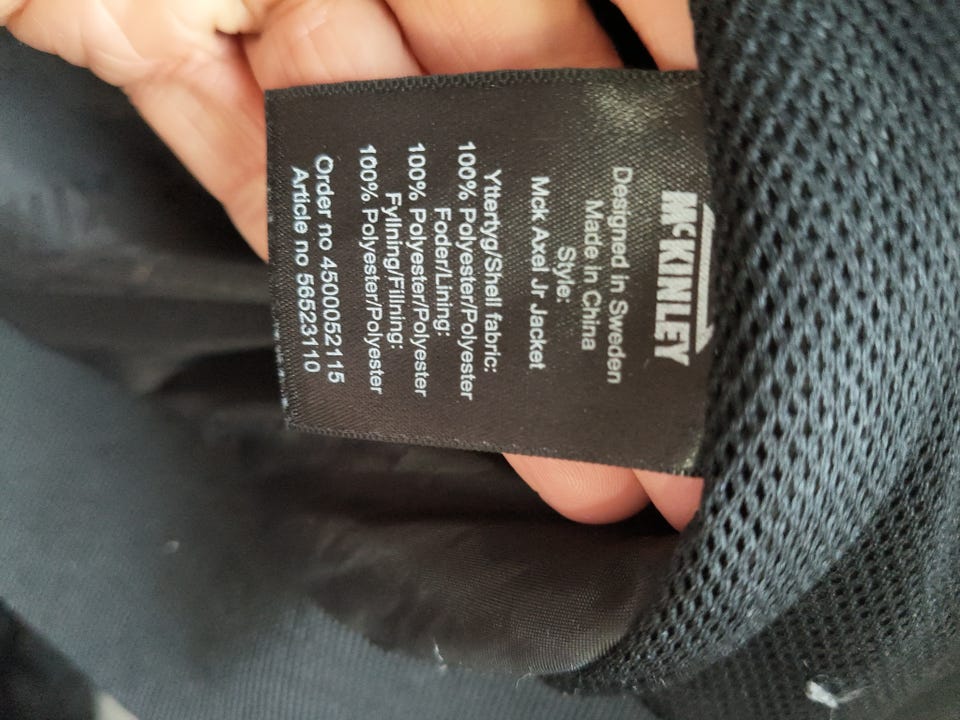 McKINLEY
Designed in Sweden
Made in China
Style:
Mck Axel Jr Jacket
Yttertyg/Shell fabric:
100% Polyester/Polyester
Foder/Lining:
100% Polyester/Polyester
Fyllning/Fillning:
100% Polyester/Polyester
Order no 4500052115
Article no 56523110